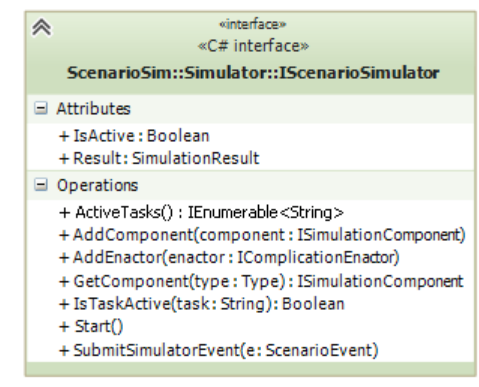 «interface»
«C# interface»
ScenarioSim::Simulator::IScenarioSimulator
Attributes
+ IsActive : Boolean
+ Result : SimulationResult
Operations
+ ActiveTasks() : IEnumerable<String>
+ AddComponent(component : ISimulationComponent)
+ AddEnactor(enactor : IComplicationEnactor)
+ GetComponent(type : Type) : ISimulationComponent
+ IsTaskActive(task : String) : Boolean
+ Start()
+ SubmitSimulatorEvent(e : ScenarioEvent)